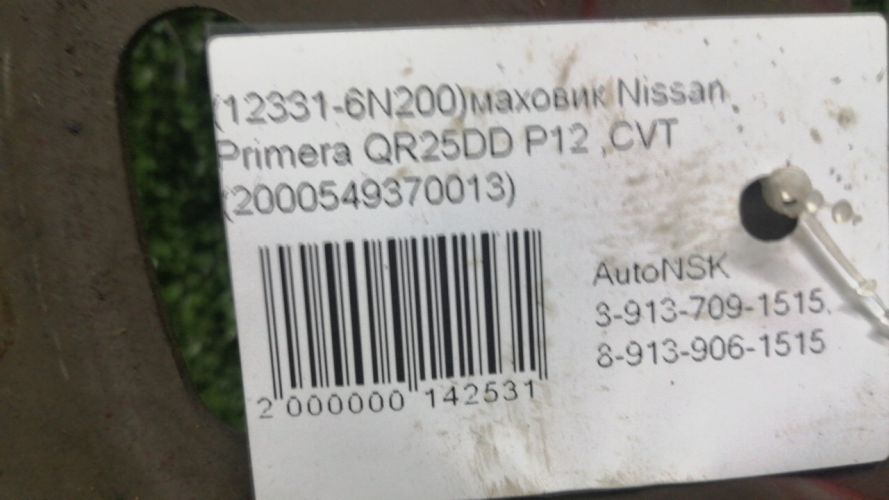 (12331-6N200)маховик Nissan
Primera QR25DD P12 ,CVT
(2000549370013)
AutoNSK
8-913-709-1515,
8-913-906-1515
2 000000 142531